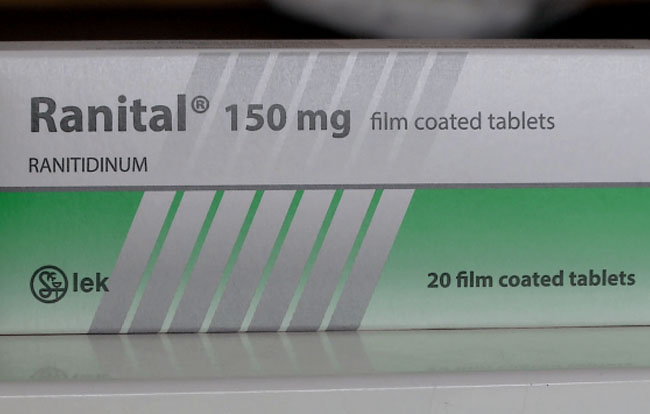 Ranital® 150 mg film coated tablets
RANITIDINUM
lek
20 film coated tablets